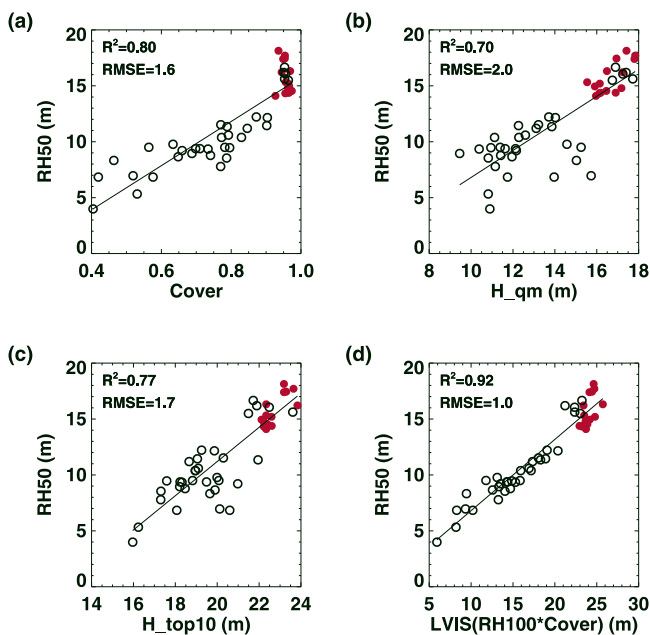 (a)
R²=0.80
RMSE=1.6
RH50 (m)
20
15
10
5
0
0.4 0.6 0.8 1.0
Cover
(b)
R²=0.70
RMSE=2.0
RH50 (m)
20
15
10
5
0
8 10 12 14 16 18
H_qm (m)
(c)
R²=0.77
RMSE=1.7
RH50 (m)
20
15
10
5
0
14 16 18 20 22 24
H_top10 (m)
(d)
R²=0.92
RMSE=1.0
RH50 (m)
20
15
10
5
0
5 10 15 20 25 30
LVIS(RH100*Cover) (m)